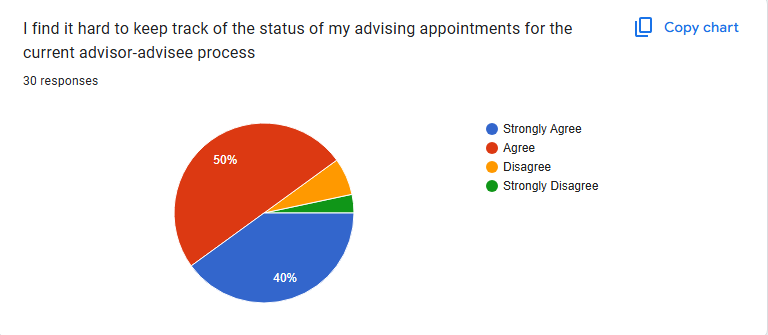 I find it hard to keep track of the status of my advising appointments for the
current advisor-advisee process
Copy chart
30 responses
50%
40%
Strongly Agree
Agree
Disagree
Strongly Disagree